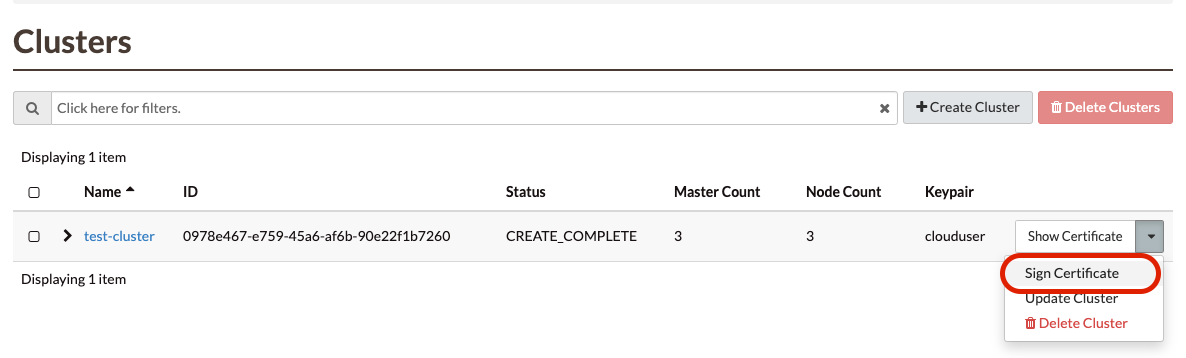 Clusters
Click here for filters. ✖ + Create Cluster Delete Clusters
Displaying 1 item
Name ID Status Master Count Node Count Keypair
test-cluster 0978e467-e759-45a6-af6b-90e22f1b7260 CREATE_COMPLETE 3 3 clouduser Show Certificate
Displaying 1 item
Sign Certificate
Update Cluster
Delete Cluster